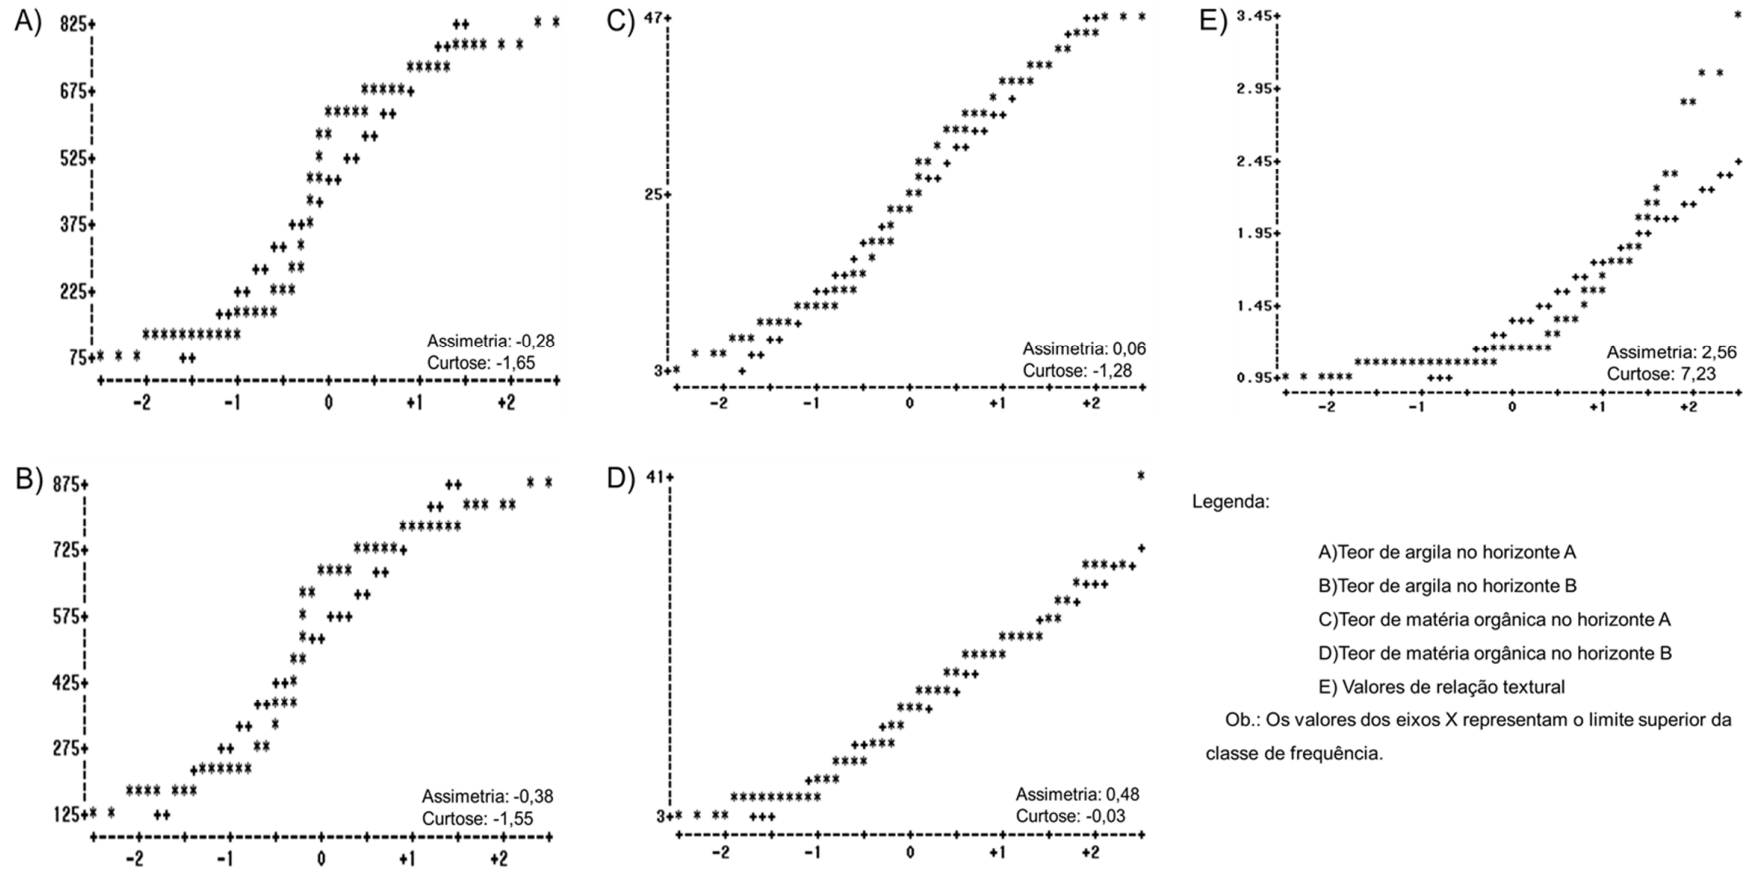 A)
825
675
525
375
225
75
-2 -1 0 +1 +2
Assimetria: -0,28
Curtose: -1,65
C)
47
25
3
-2 -1 0 +1 +2
Assimetria: 0,06
Curtose: -1,28
E)
3.45
2.95
2.45
1.95
1.45
0.95
-2 -1 0 +1 +2
Assimetria: 2,56
Curtose: 7,23
B)
875
725
575
425
275
125
-2 -1 0 +1 +2
Assimetria: -0,38
Curtose: -1,55
D)
41
3
-2 -1 0 +1 +2
Assimetria: 0,48
Curtose: -0,03
Legenda:
A)Teor de argila no horizonte A
B)Teor de argila no horizonte B
C)Teor de matéria orgânica no horizonte A
D)Teor de matéria orgânica no horizonte B
E) Valores de relação textural
Ob.: Os valores dos eixos X representam o limite superior da
classe de frequência.